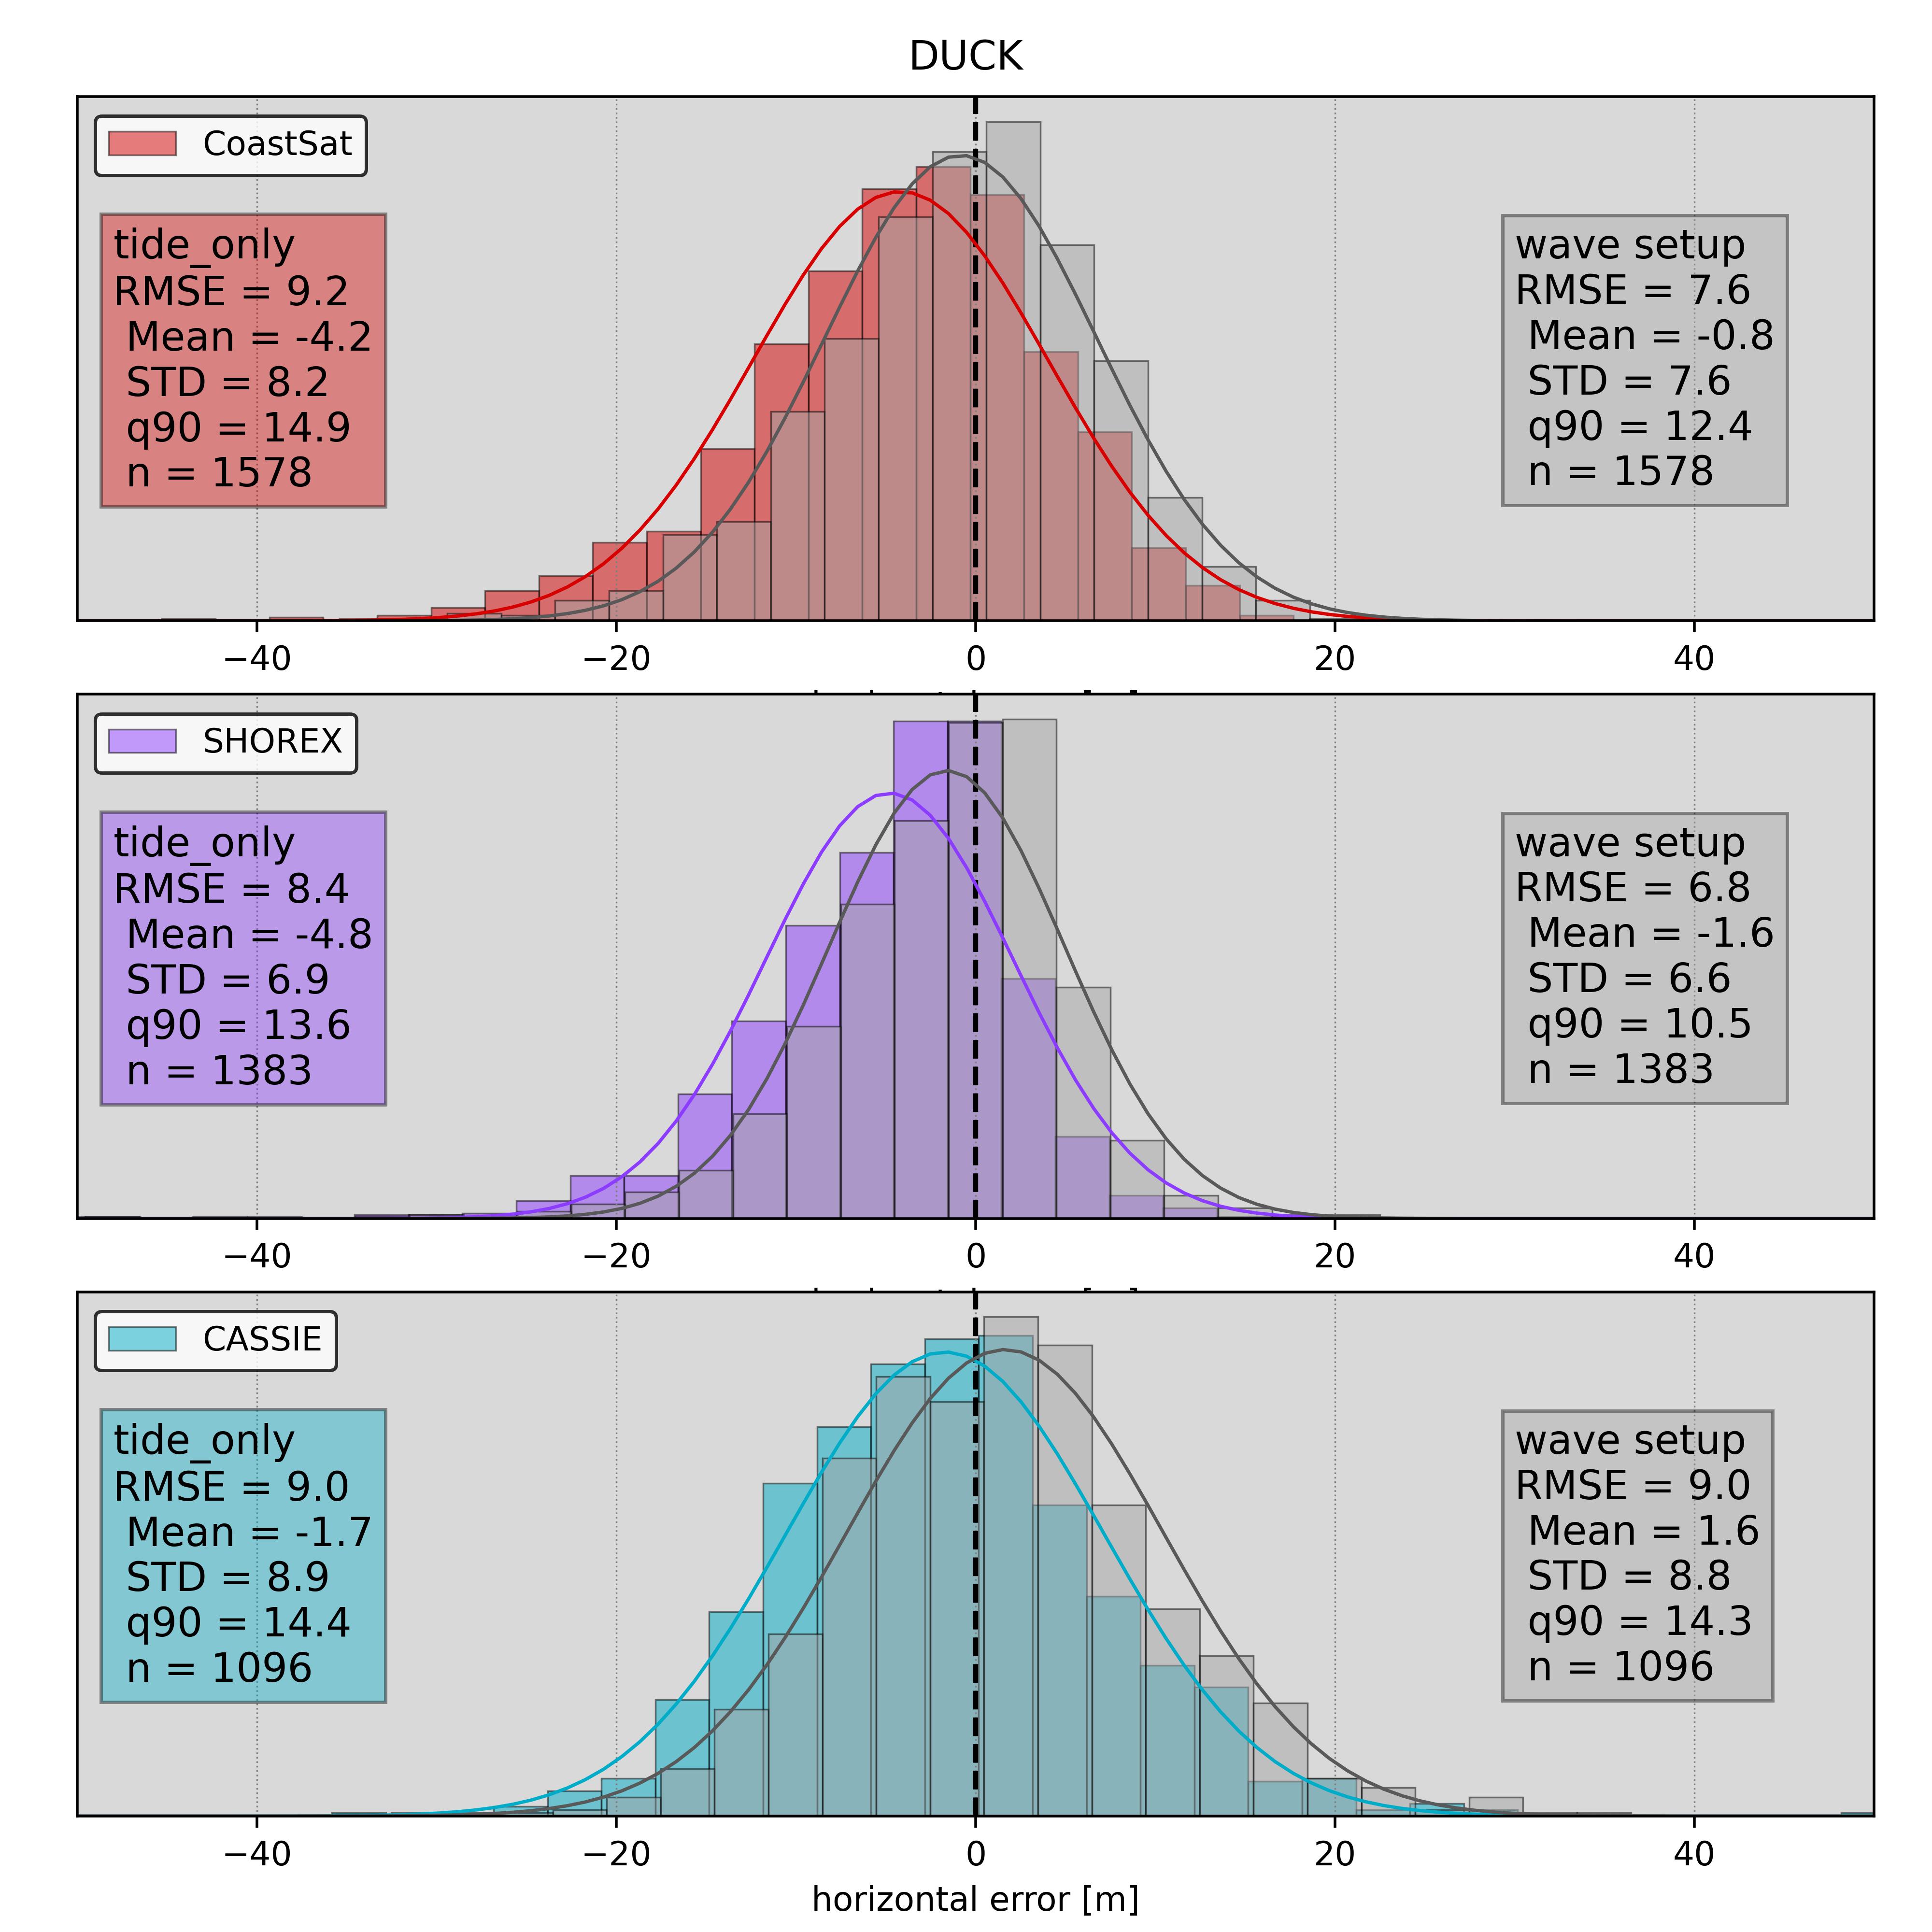 DUCK
CoastSat
tide_only
RMSE = 9.2
Mean = -4.2
STD = 8.2
q90 = 14.9
n = 1578
wave setup
RMSE = 7.6
Mean = -0.8
STD = 7.6
q90 = 12.4
n = 1578
−40 −20 0 20 40
SHOREX
tide_only
RMSE = 8.4
Mean = -4.8
STD = 6.9
q90 = 13.6
n = 1383
wave setup
RMSE = 6.8
Mean = -1.6
STD = 6.6
q90 = 10.5
n = 1383
−40 −20 0 20 40
CASSIE
tide_only
RMSE = 9.0
Mean = -1.7
STD = 8.9
q90 = 14.4
n = 1096
wave setup
RMSE = 9.0
Mean = 1.6
STD = 8.8
q90 = 14.3
n = 1096
−40 −20 0 20 40
horizontal error [m]